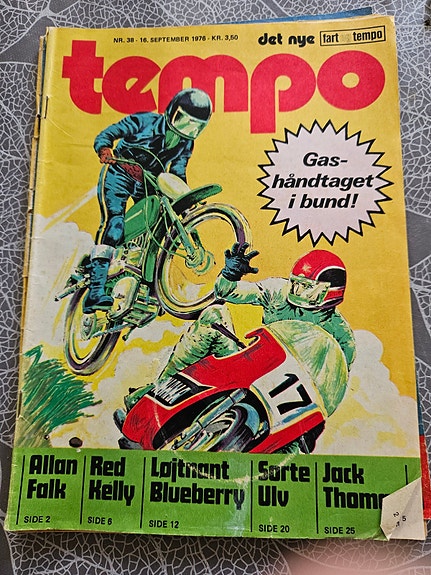 NR. 38 - 16. SEPTEMBER 1976 - KR. 3,50
det nye fart og tempo
tempo
Gas-
håndtaget
i bund!
17
Allan Falk
SIDE 2
Red Kelly
SIDE 6
Løjtnant Blueberry
SIDE 12
Sorte Ulv
SIDE 20
Jack
SIDE 25